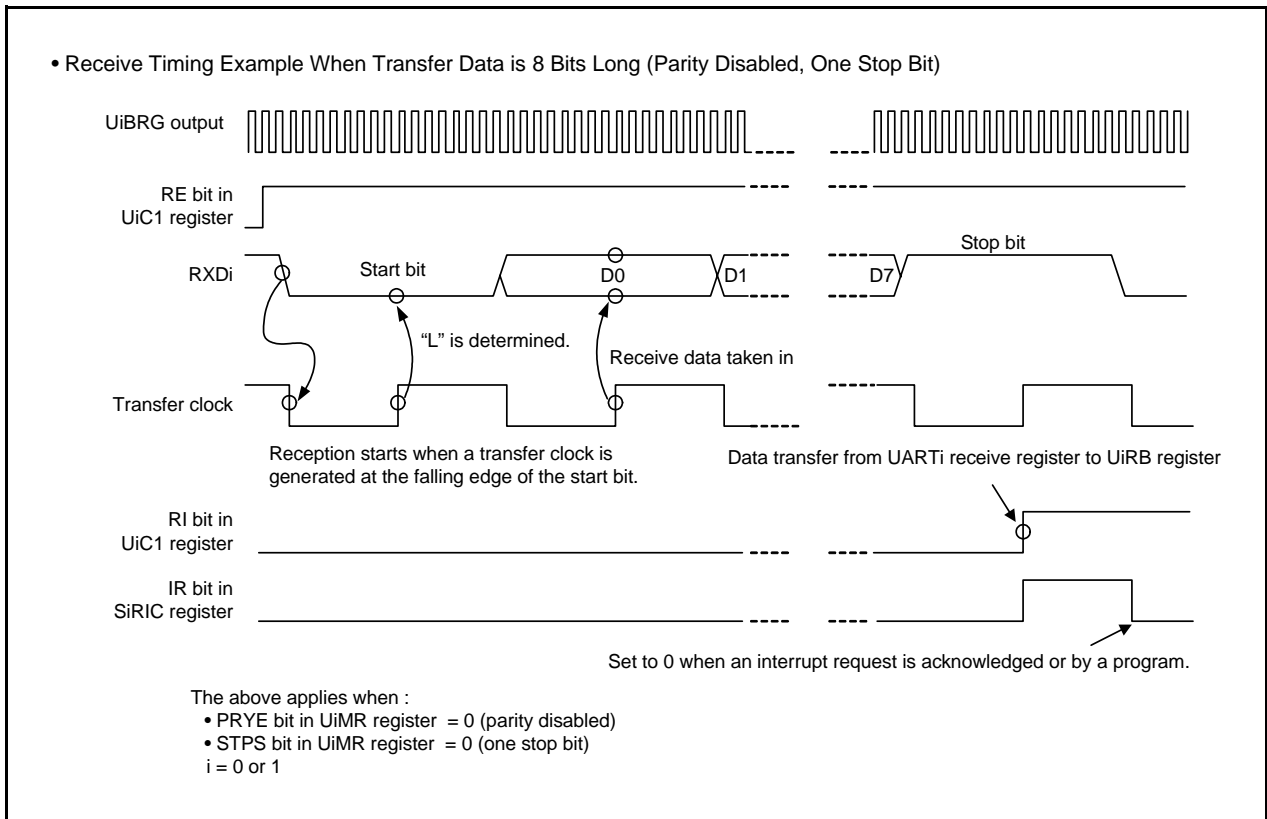 • Receive Timing Example When Transfer Data is 8 Bits Long (Parity Disabled, One Stop Bit)
UiBRG output
RE bit in
UiC1 register
RXDi
Start bit
D0
D1
D7
Stop bit
“L” is determined.
Receive data taken in
Transfer clock
Reception starts when a transfer clock is
generated at the falling edge of the start bit.
Data transfer from UARTi receive register to UiRB register
RI bit in
UiC1 register
IR bit in
SiRIC register
Set to 0 when an interrupt request is acknowledged or by a program.
The above applies when :
• PRYE bit in UiMR register = 0 (parity disabled)
• STPS bit in UiMR register = 0 (one stop bit)
i = 0 or 1